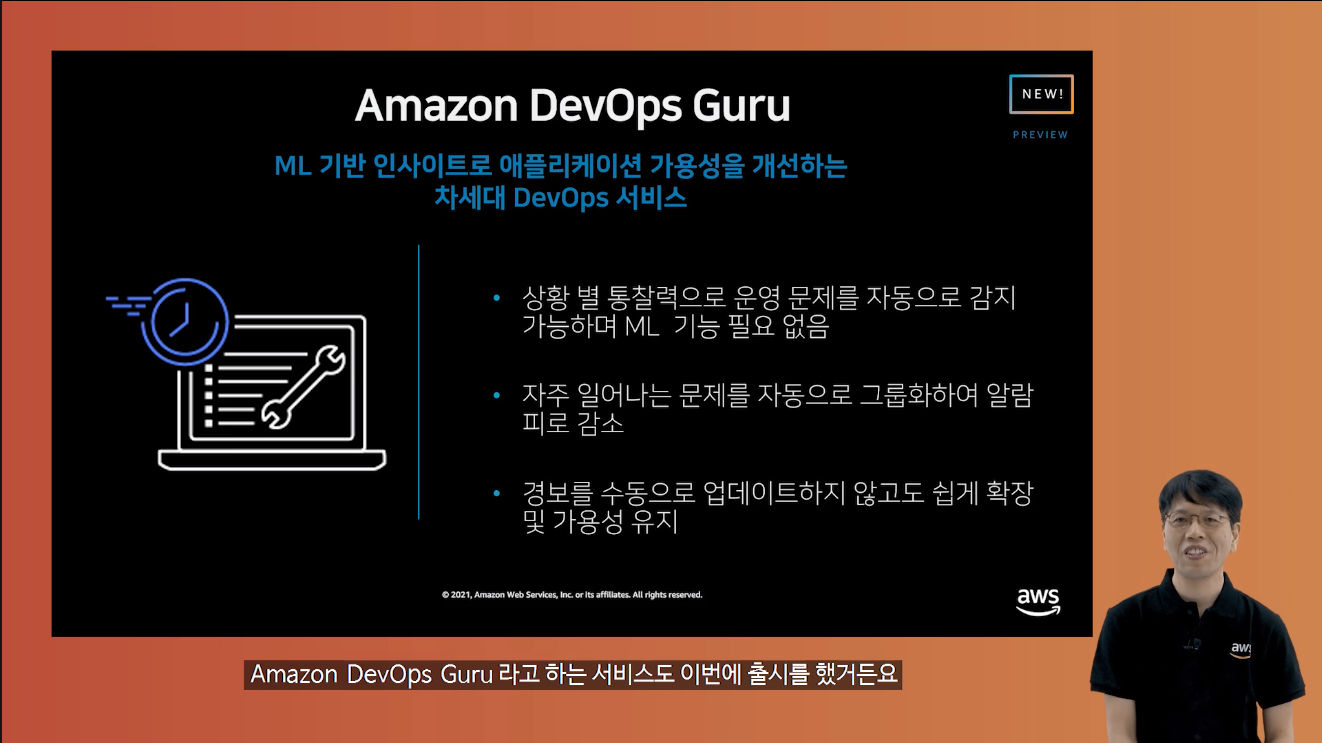 Amazon DevOps Guru
NEW!
PREVIEW
ML 기반 인사이트로 애플리케이션 가용성을 개선하는
차세대 DevOps 서비스
• 상황 별 통찰력으로 운영 문제를 자동으로 감지
가능하며 ML 기능 필요 없음
• 자주 일어나는 문제를 자동으로 그룹화하여 알람
피로 감소
• 경보를 수동으로 업데이트하지 않고도 쉽게 확장
및 가용성 유지
© 2021, Amazon Web Services, Inc. or its affiliates. All rights reserved.
aws
aws
Amazon DevOps Guru 라고 하는 서비스도 이번에 출시를 했거든요